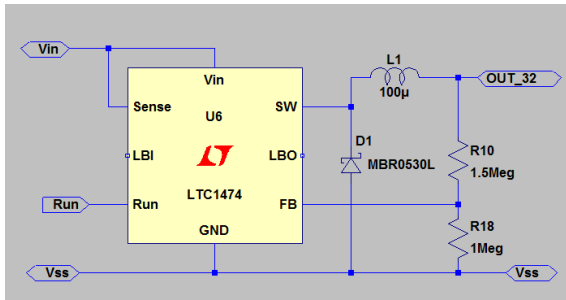 Vin
L1
Vin
OUT_32
100µ
Sense
U6
SW
D1
R10
LBI
LBO
MBR0530L
1.5Meg
LTC1474
Run
Run
FB
R18
GND
1Meg
Vss
Vss